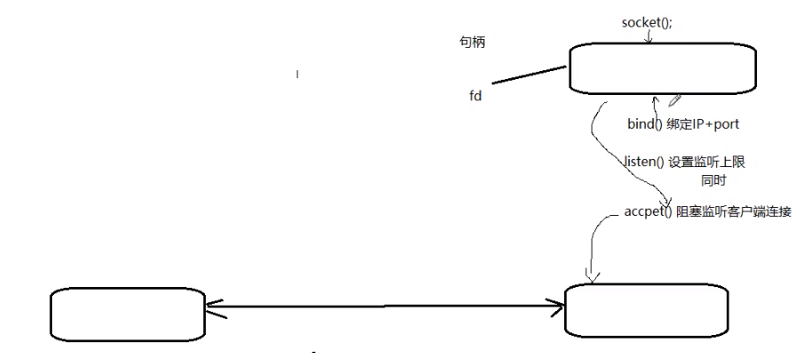 socket();
句柄
fd
bind() 绑定IP+port
listen() 设置监听上限
同时
accpet() 阻塞监听客户端连接